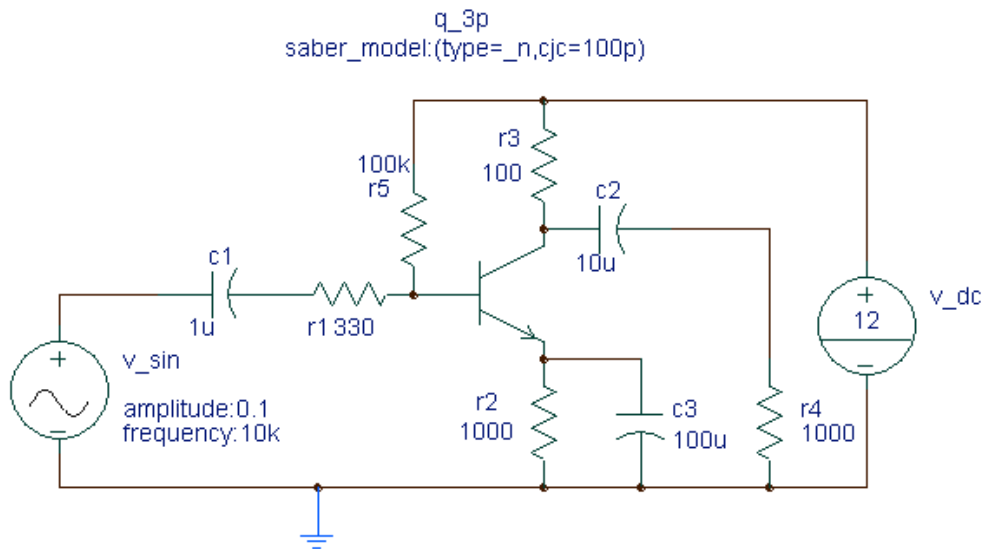 q_3p
saber_model:(type=_n,cjc=100p)
r3
100
100k
r5
c2
10u
c1
1u
r1 330
v_dc
+
12
−
+
−
v_sin
amplitude:0.1
frequency:10k
r2
1000
c3
100u
r4
1000